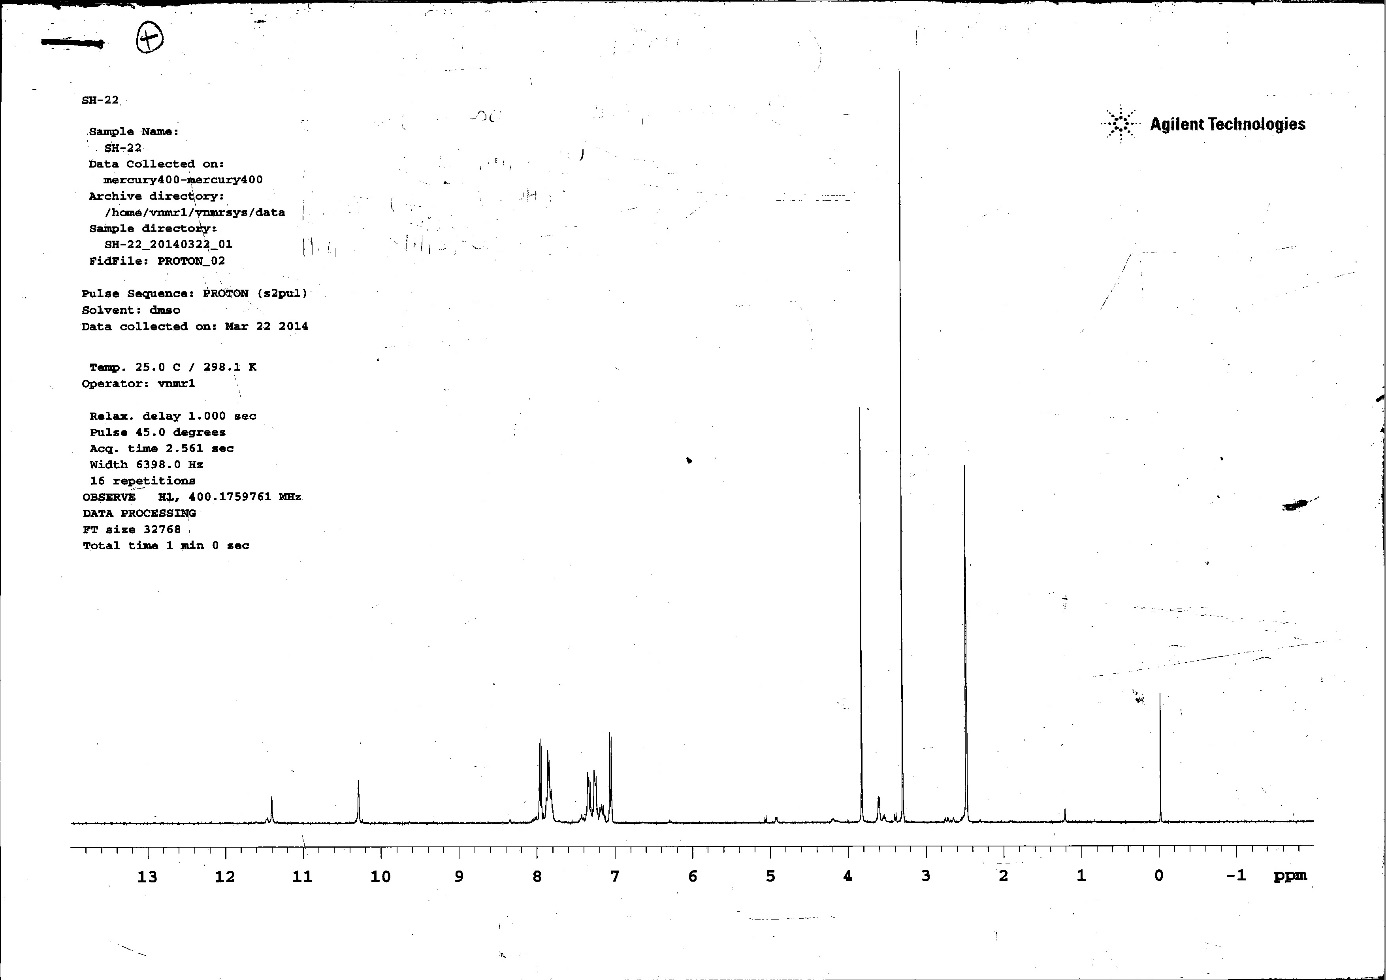 SH-22
Agilent Technologies
Sample Name:
SH-22
Data Collected on:
mercury400-mercury400
Archive directory:
/home/vnmr1/vnmrsys/data
Sample directory:
SH-22_20140322_01
FidFile: PROTON_02
Pulse Sequence: PROTON (s2pul)
Solvent: dmso
Data collected on: Mar 22 2014
Temp. 25.0 C / 298.1 K
Operator: vnmr1
Relax. delay 1.000 sec
Pulse 45.0 degrees
Acq. time 2.561 sec
Width 6398.0 Hz
16 repetitions
OBSERVE H1, 400.1759761 MHz
DATA PROCESSING
FT size 32768
Total time 1 min 0 sec
13 12 11 10 9 8 7 6 5 4 3 2 1 0 -1 ppm